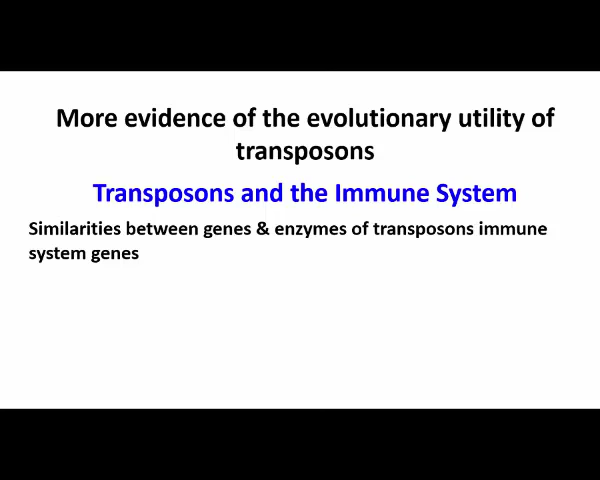 More evidence of the evolutionary utility of
transposons
Transposons and the Immune System
Similarities between genes & enzymes of transposons immune
system genes